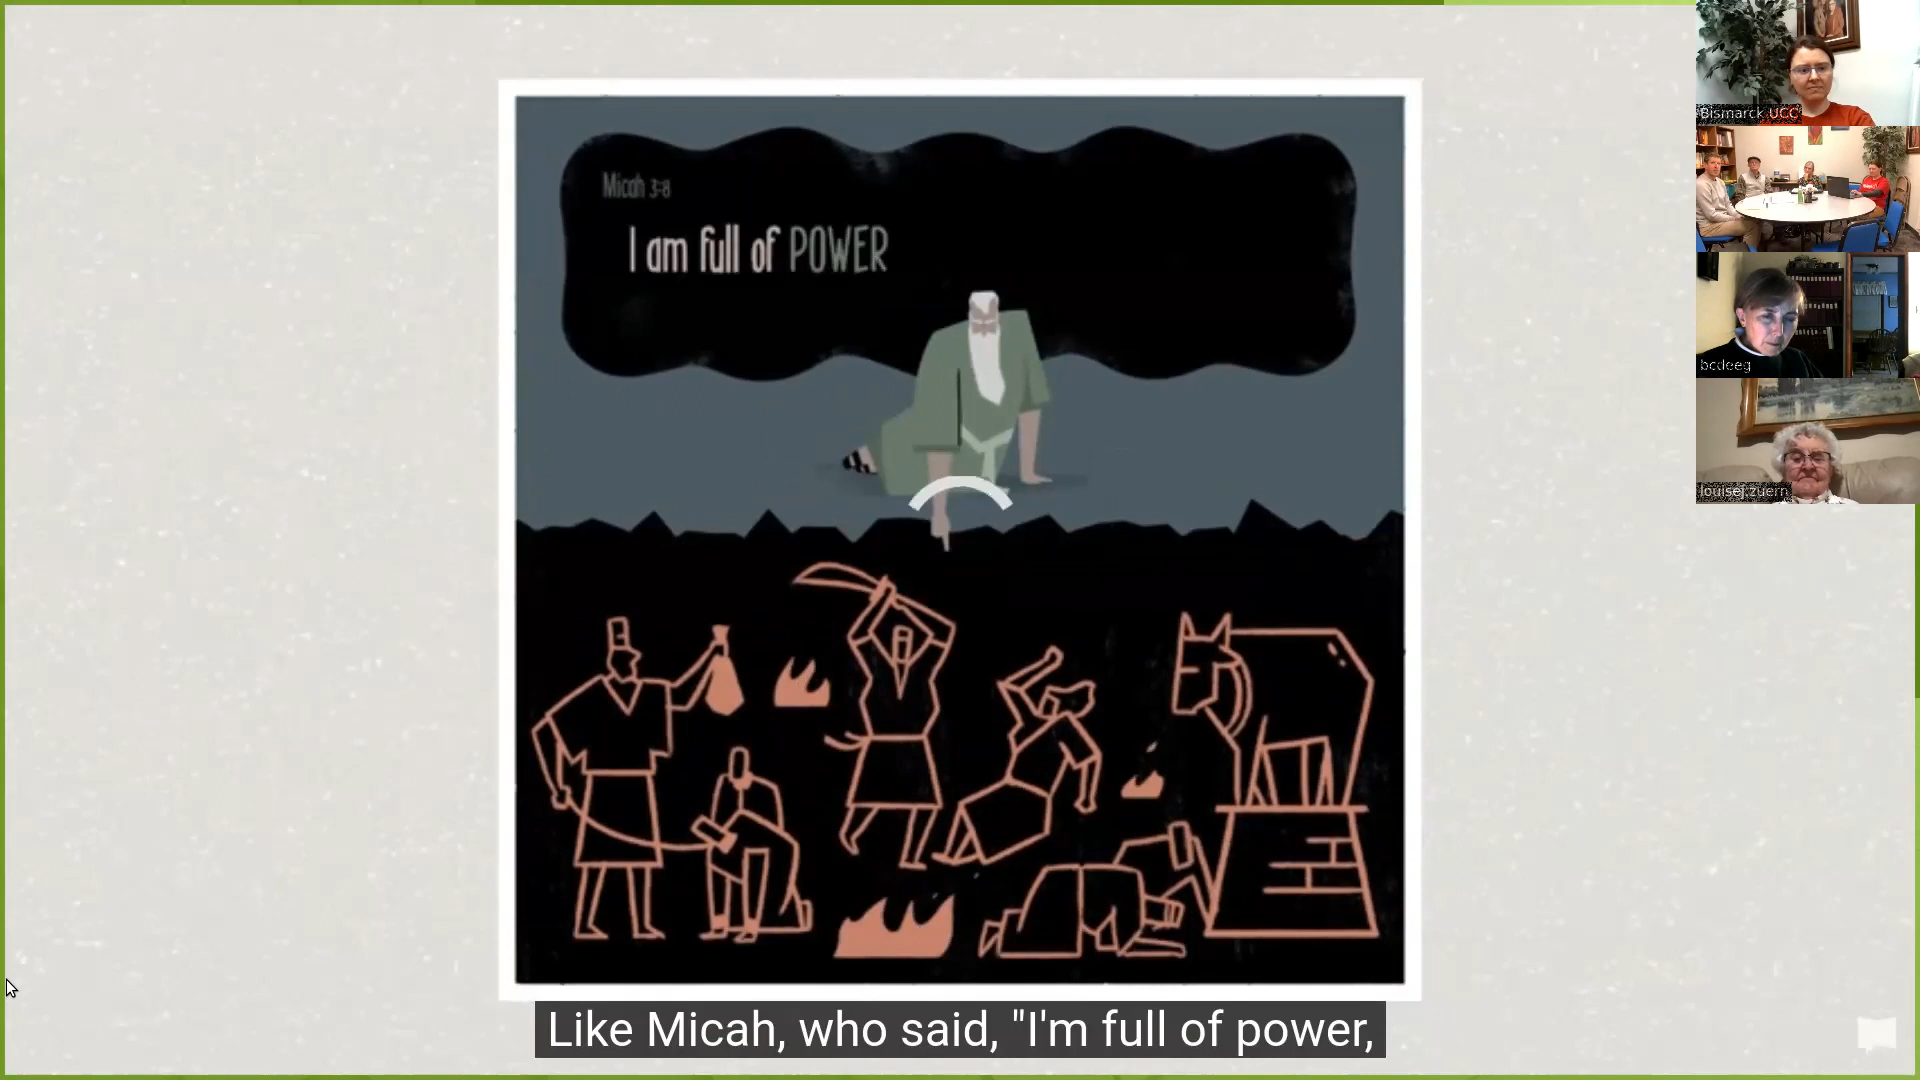 Micah 3:8
I am full of POWER
Like Micah, who said, "I'm full of power,
Bismarck UCC
bcdeeg
louisej.zuern